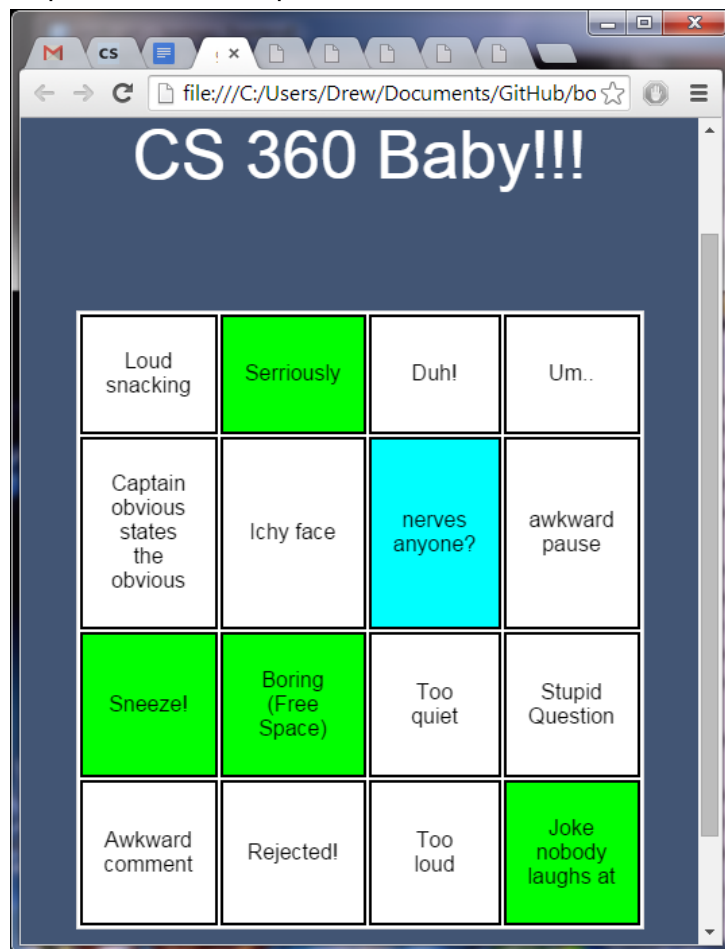 CS
file:///C:/Users/Drew/Documents/GitHub/bo
CS 360 Baby!!!
Loud
snacking
Serriously
Duh!
Um..
Captain
obvious
states
the
obvious
Ichy face
nerves
anyone?
awkward
pause
Sneeze!
Boring
(Free
Space)
Too
quiet
Stupid
Question
Awkward
comment
Rejected!
Too
loud
Joke
nobody
laughs at